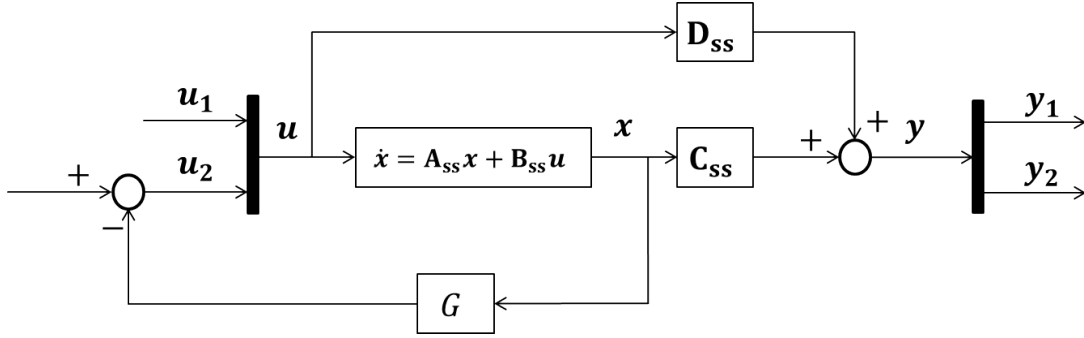 D_ss
u_1
u
u_2
ẋ = A_ss x + B_ss u
x
C_ss
+
+
y
y_1
y_2
+
−
G